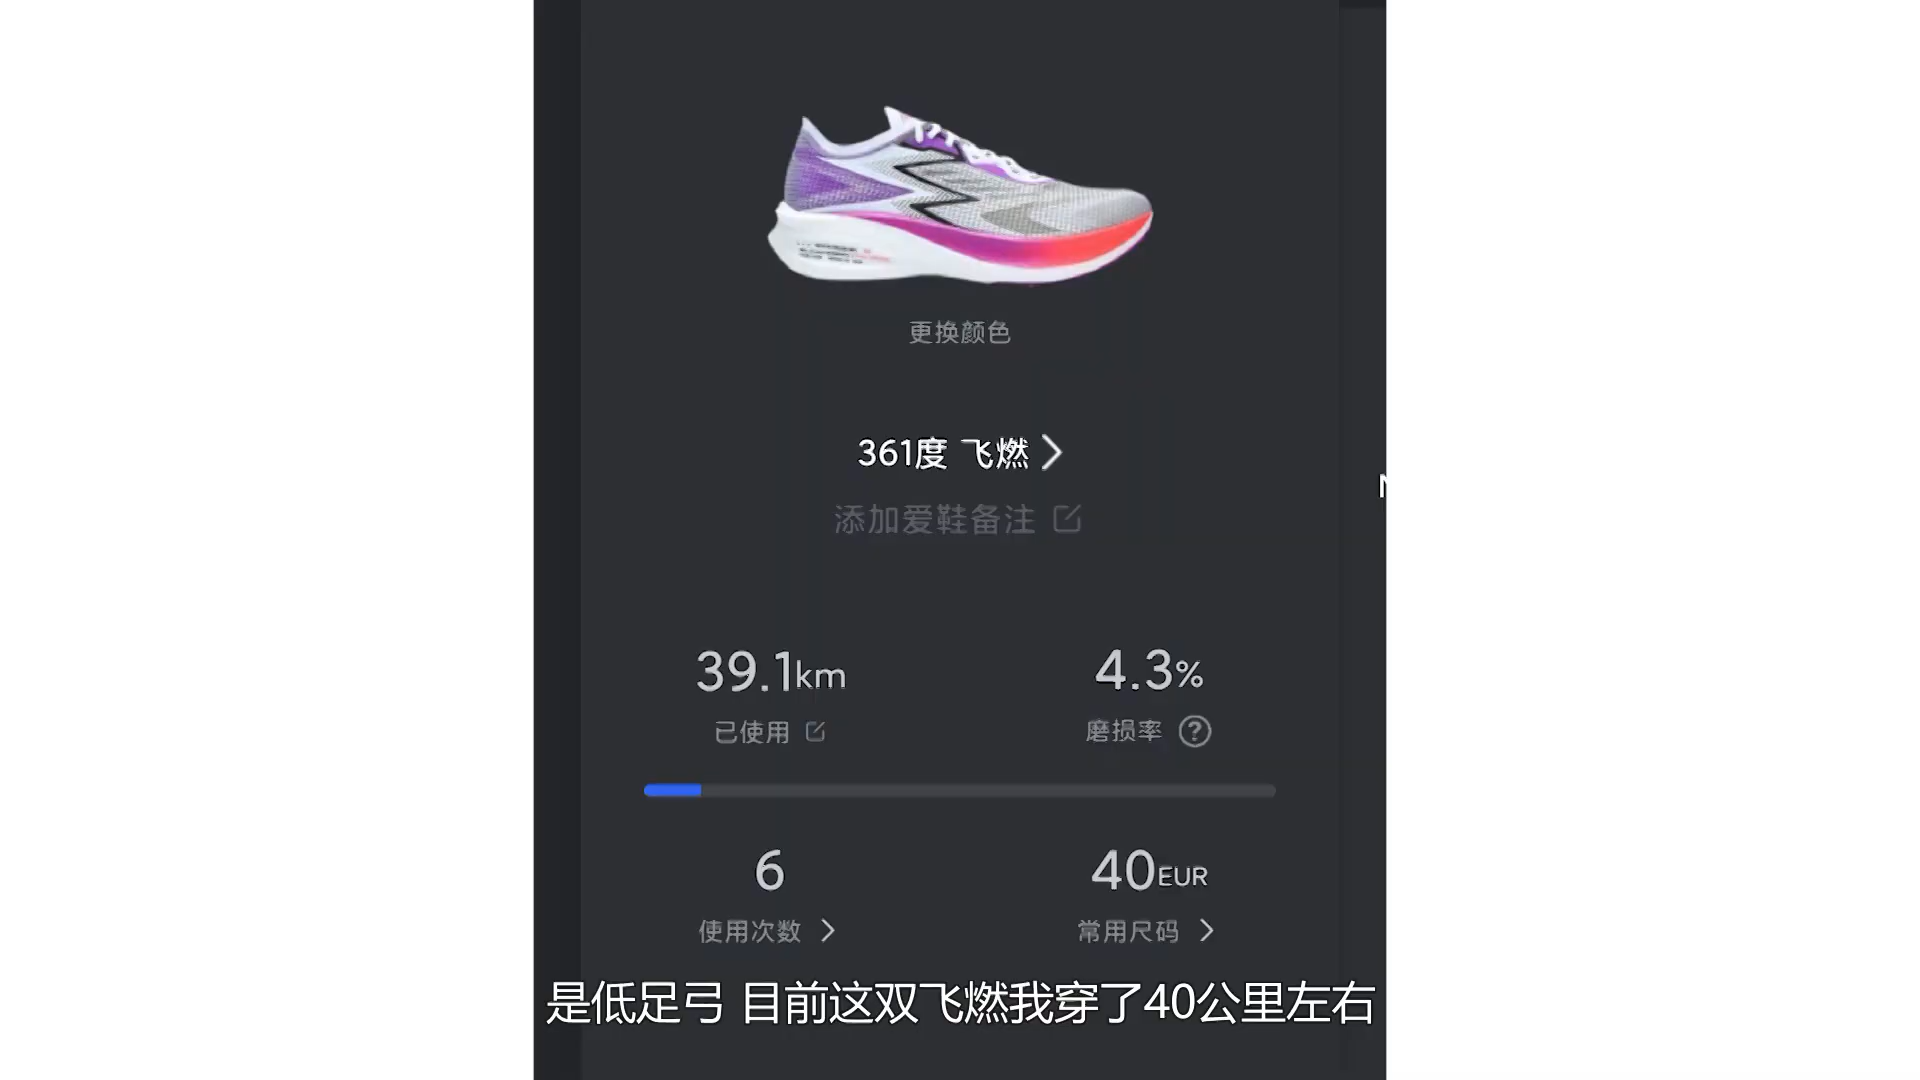 更换颜色
361度 飞燃
添加爱鞋备注
39.1km
4.3%
已使用
磨损率
6
40EUR
使用次数
常用尺码
是低足弓 目前这双飞燃我穿了40公里左右